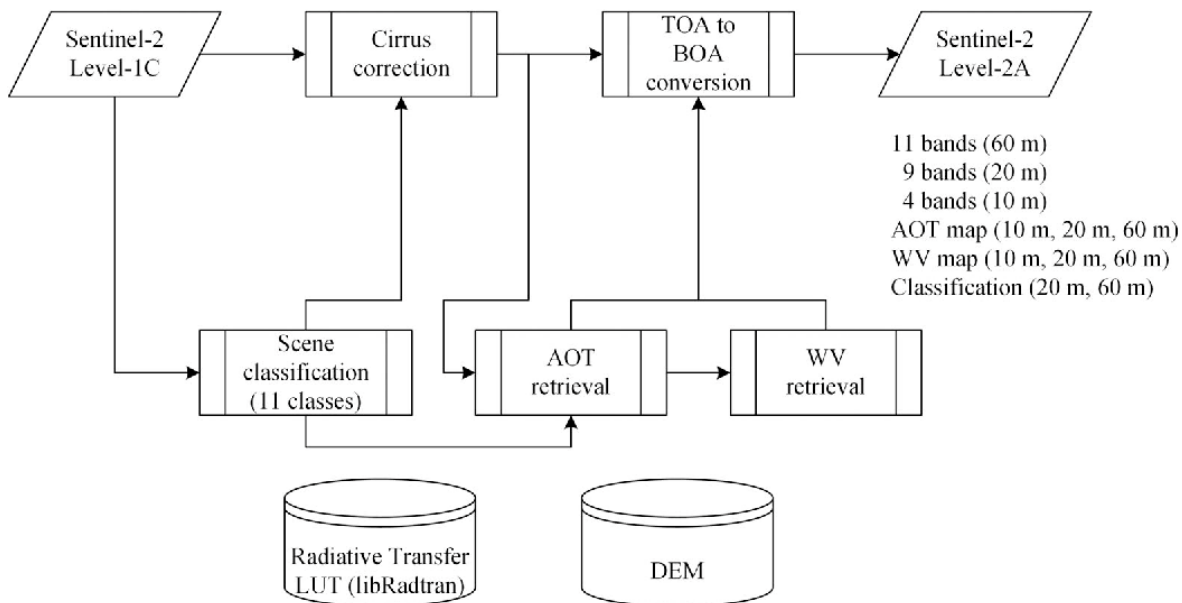 Sentinel-2
Level-1C
Cirrus
correction
TOA to
BOA
conversion
Sentinel-2
Level-2A
11 bands (60 m)
9 bands (20 m)
4 bands (10 m)
AOT map (10 m, 20 m, 60 m)
WV map (10 m, 20 m, 60 m)
Classification (20 m, 60 m)
Scene
classification
(11 classes)
AOT
retrieval
WV
retrieval
Radiative Transfer
LUT (libRadtran)
DEM